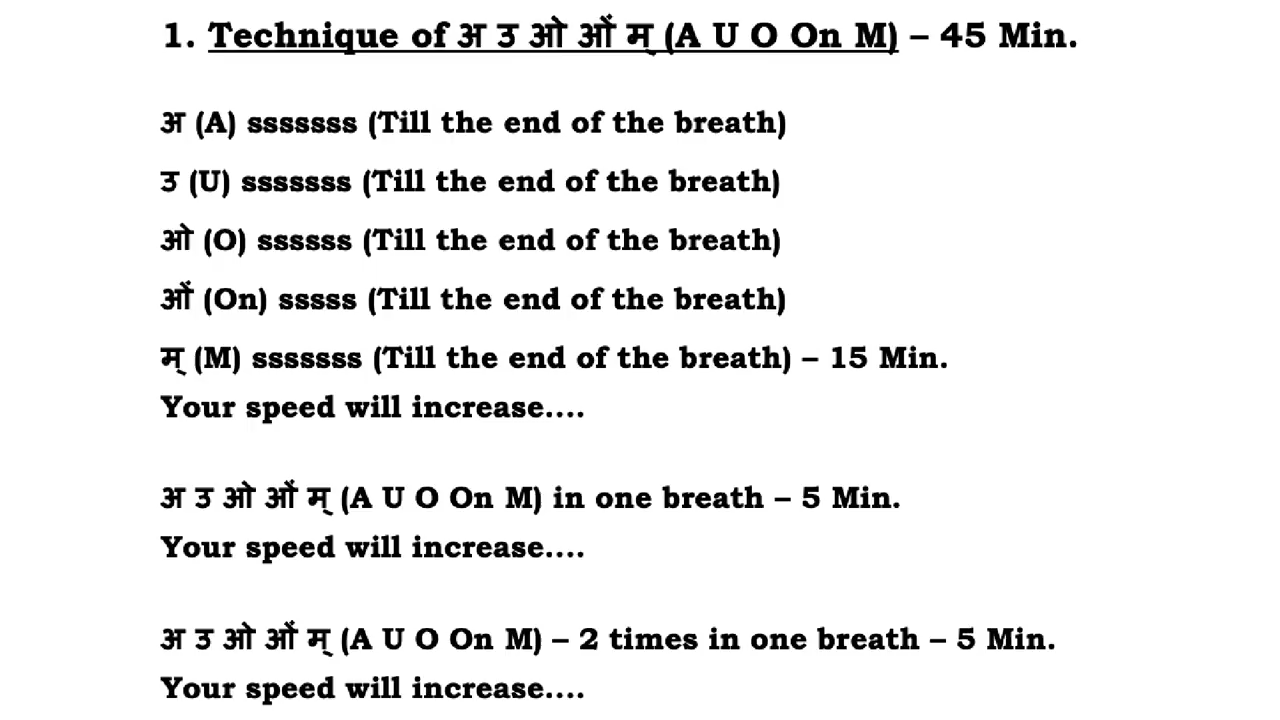 1. Technique of अ उ ओ ओं म् (A U O On M) – 45 Min.
अ (A) sssssss (Till the end of the breath)
उ (U) sssssss (Till the end of the breath)
ओ (O) ssssss (Till the end of the breath)
ओं (On) sssss (Till the end of the breath)
म् (M) sssssss (Till the end of the breath) – 15 Min.
Your speed will increase....
अ उ ओ ओं म् (A U O On M) in one breath – 5 Min.
Your speed will increase....
अ उ ओ ओं म् (A U O On M) – 2 times in one breath – 5 Min.
Your speed will increase....